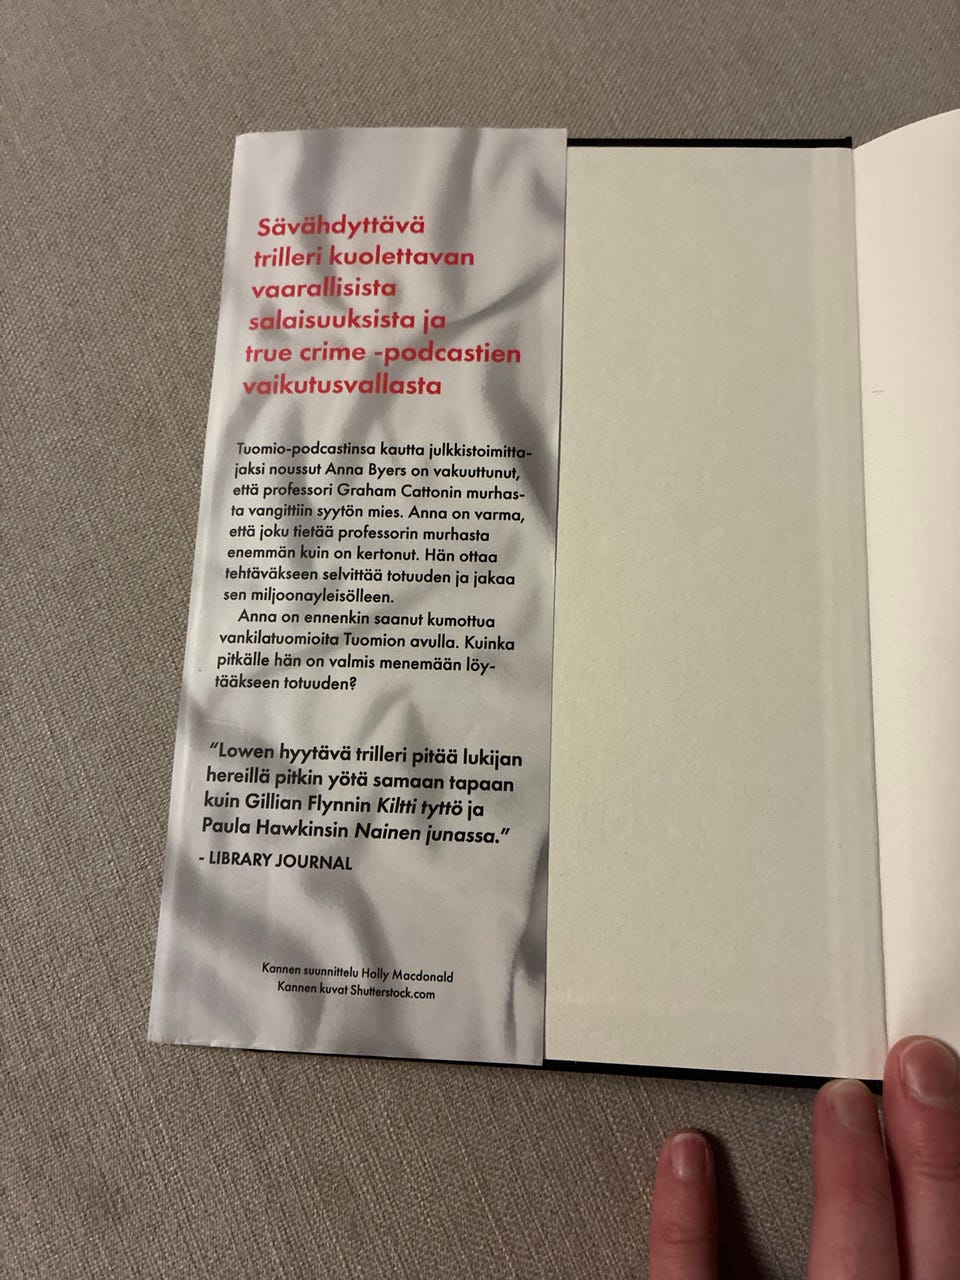 Sävähdyttävä
trilleri kuolettavan
vaarallisista
salaisuuksista ja
true crime -podcastien
vaikutusvallasta
Tuomio-podcastinsa kautta julkkistoimitta-
jaksi noussut Anna Byers on vakuuttunut,
että professori Graham Cattonin murhas-
ta vangittiin syytön mies. Anna on varma,
että joku tietää professorin murhasta
enemmän kuin on kertonut. Hän ottaa
tehtäväkseen selvittää totuuden ja jakaa
sen miljoonayleisölleen.
Anna on ennenkin saanut kumottua
vankilatuomioita Tuomion avulla. Kuinka
pitkälle hän on valmis menemään löy-
tääkseen totuuden?
"Lowen hyytävä trilleri pitää lukijan
hereillä pitkin yötä samaan tapaan
kuin Gillian Flynnin Kiltti tyttö ja
Paula Hawkinsin Nainen junassa."
- LIBRARY JOURNAL
Kannen suunnittelu Holly Macdonald
Kannen kuvat Shutterstock.com